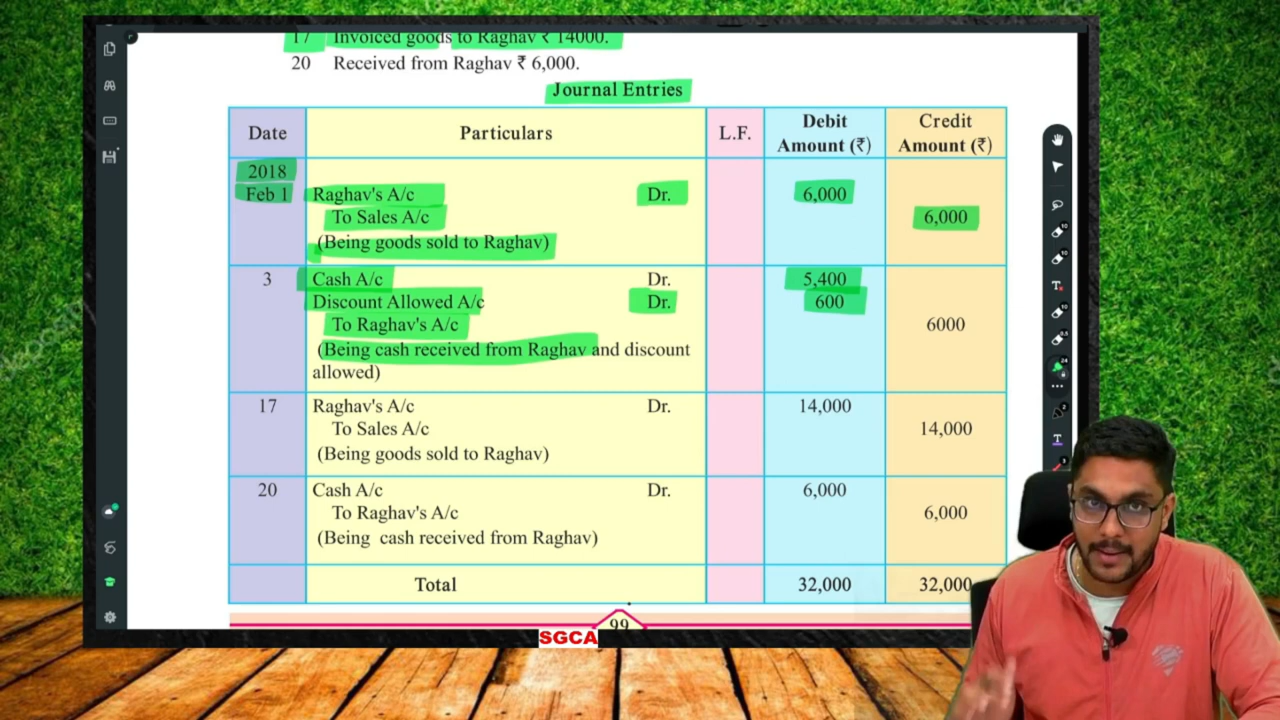 17 Invoiced goods to Raghav ₹ 14000.
20 Received from Raghav ₹ 6,000.
Journal Entries
Date Particulars L.F. Debit Amount (₹) Credit Amount (₹)
2018
Feb 1 Raghav's A/c Dr. 6,000
To Sales A/c 6,000
(Being goods sold to Raghav)
3 Cash A/c Dr. 5,400
Discount Allowed A/c Dr. 600
To Raghav's A/c 6000
(Being cash received from Raghav and discount
allowed)
17 Raghav's A/c Dr. 14,000
To Sales A/c 14,000
(Being goods sold to Raghav)
20 Cash A/c Dr. 6,000
To Raghav's A/c 6,000
(Being cash received from Raghav)
Total 32,000 32,000
99
SGCA